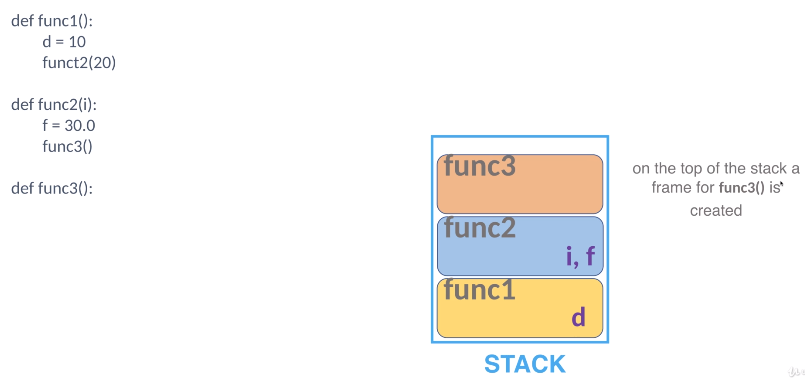 def func1():
d = 10
funct2(20)
def func2(i):
f = 30.0
func3()
def func3():
func3
func2
i, f
func1
d
STACK
on the top of the stack a
frame for func3() is
created